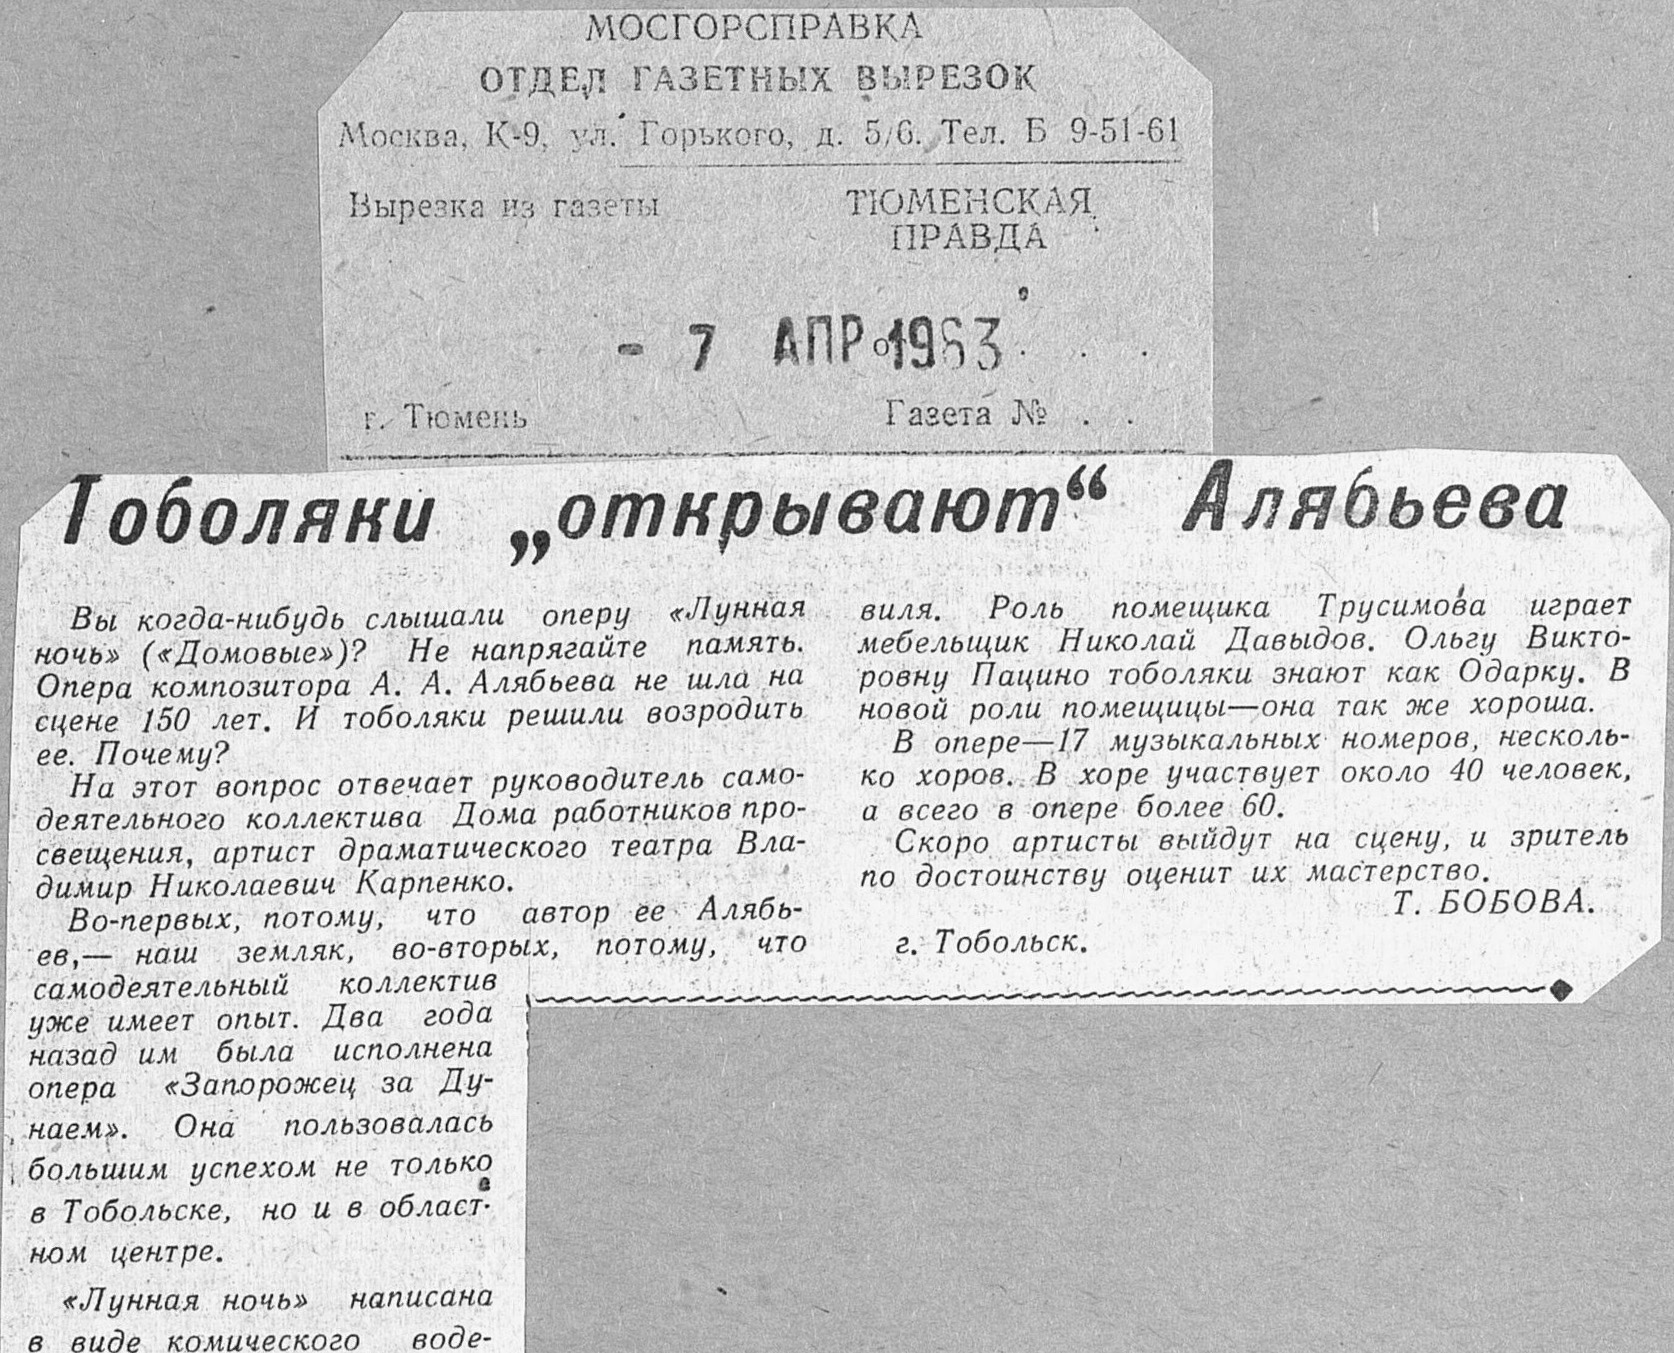 МОСГОРСПРАВКА
ОТДЕЛ ГАЗЕТНЫХ ВЫРЕЗОК
Москва, К-9, ул. Горького, д. 5/6. Тел. Б 9-51-61
Вырезка из газеты
ТЮМЕНСКАЯ
ПРАВДА
- 7 АПР 1963
г. Тюмень
Газета № . .
Тоболяки „открывают“ Алябьева
Вы когда-нибудь слышали оперу «Лунная
ночь» («Домовые»)? Не напрягайте память.
Опера композитора А. А. Алябьева не шла на
сцене 150 лет. И тоболяки решили возродить
ее. Почему?
На этот вопрос отвечает руководитель само-
деятельного коллектива Дома работников про-
свещения, артист драматического театра Вла-
димир Николаевич Карпенко.
Во-первых, потому, что автор ее Алябь-
ев,— наш земляк, во-вторых, потому, что
самодеятельный коллектив
уже имеет опыт. Два года
назад им была исполнена
опера «Запорожец за Ду-
наем». Она пользовалась
большим успехом не только
в Тобольске, но и в област-
ном центре.
«Лунная ночь» написана
в виде комического воде-
виля. Роль помещика Трусимова играет
мебельщик Николай Давыдов. Ольгу Викто-
ровну Пацино тоболяки знают как Одарку. В
новой роли помещицы—она так же хороша.
В опере—17 музыкальных номеров, несколь-
ко хоров. В хоре участвует около 40 человек,
а всего в опере более 60.
Скоро артисты выйдут на сцену, и зритель
по достоинству оценит их мастерство.
Т. БОБОВА.
г. Тобольск.